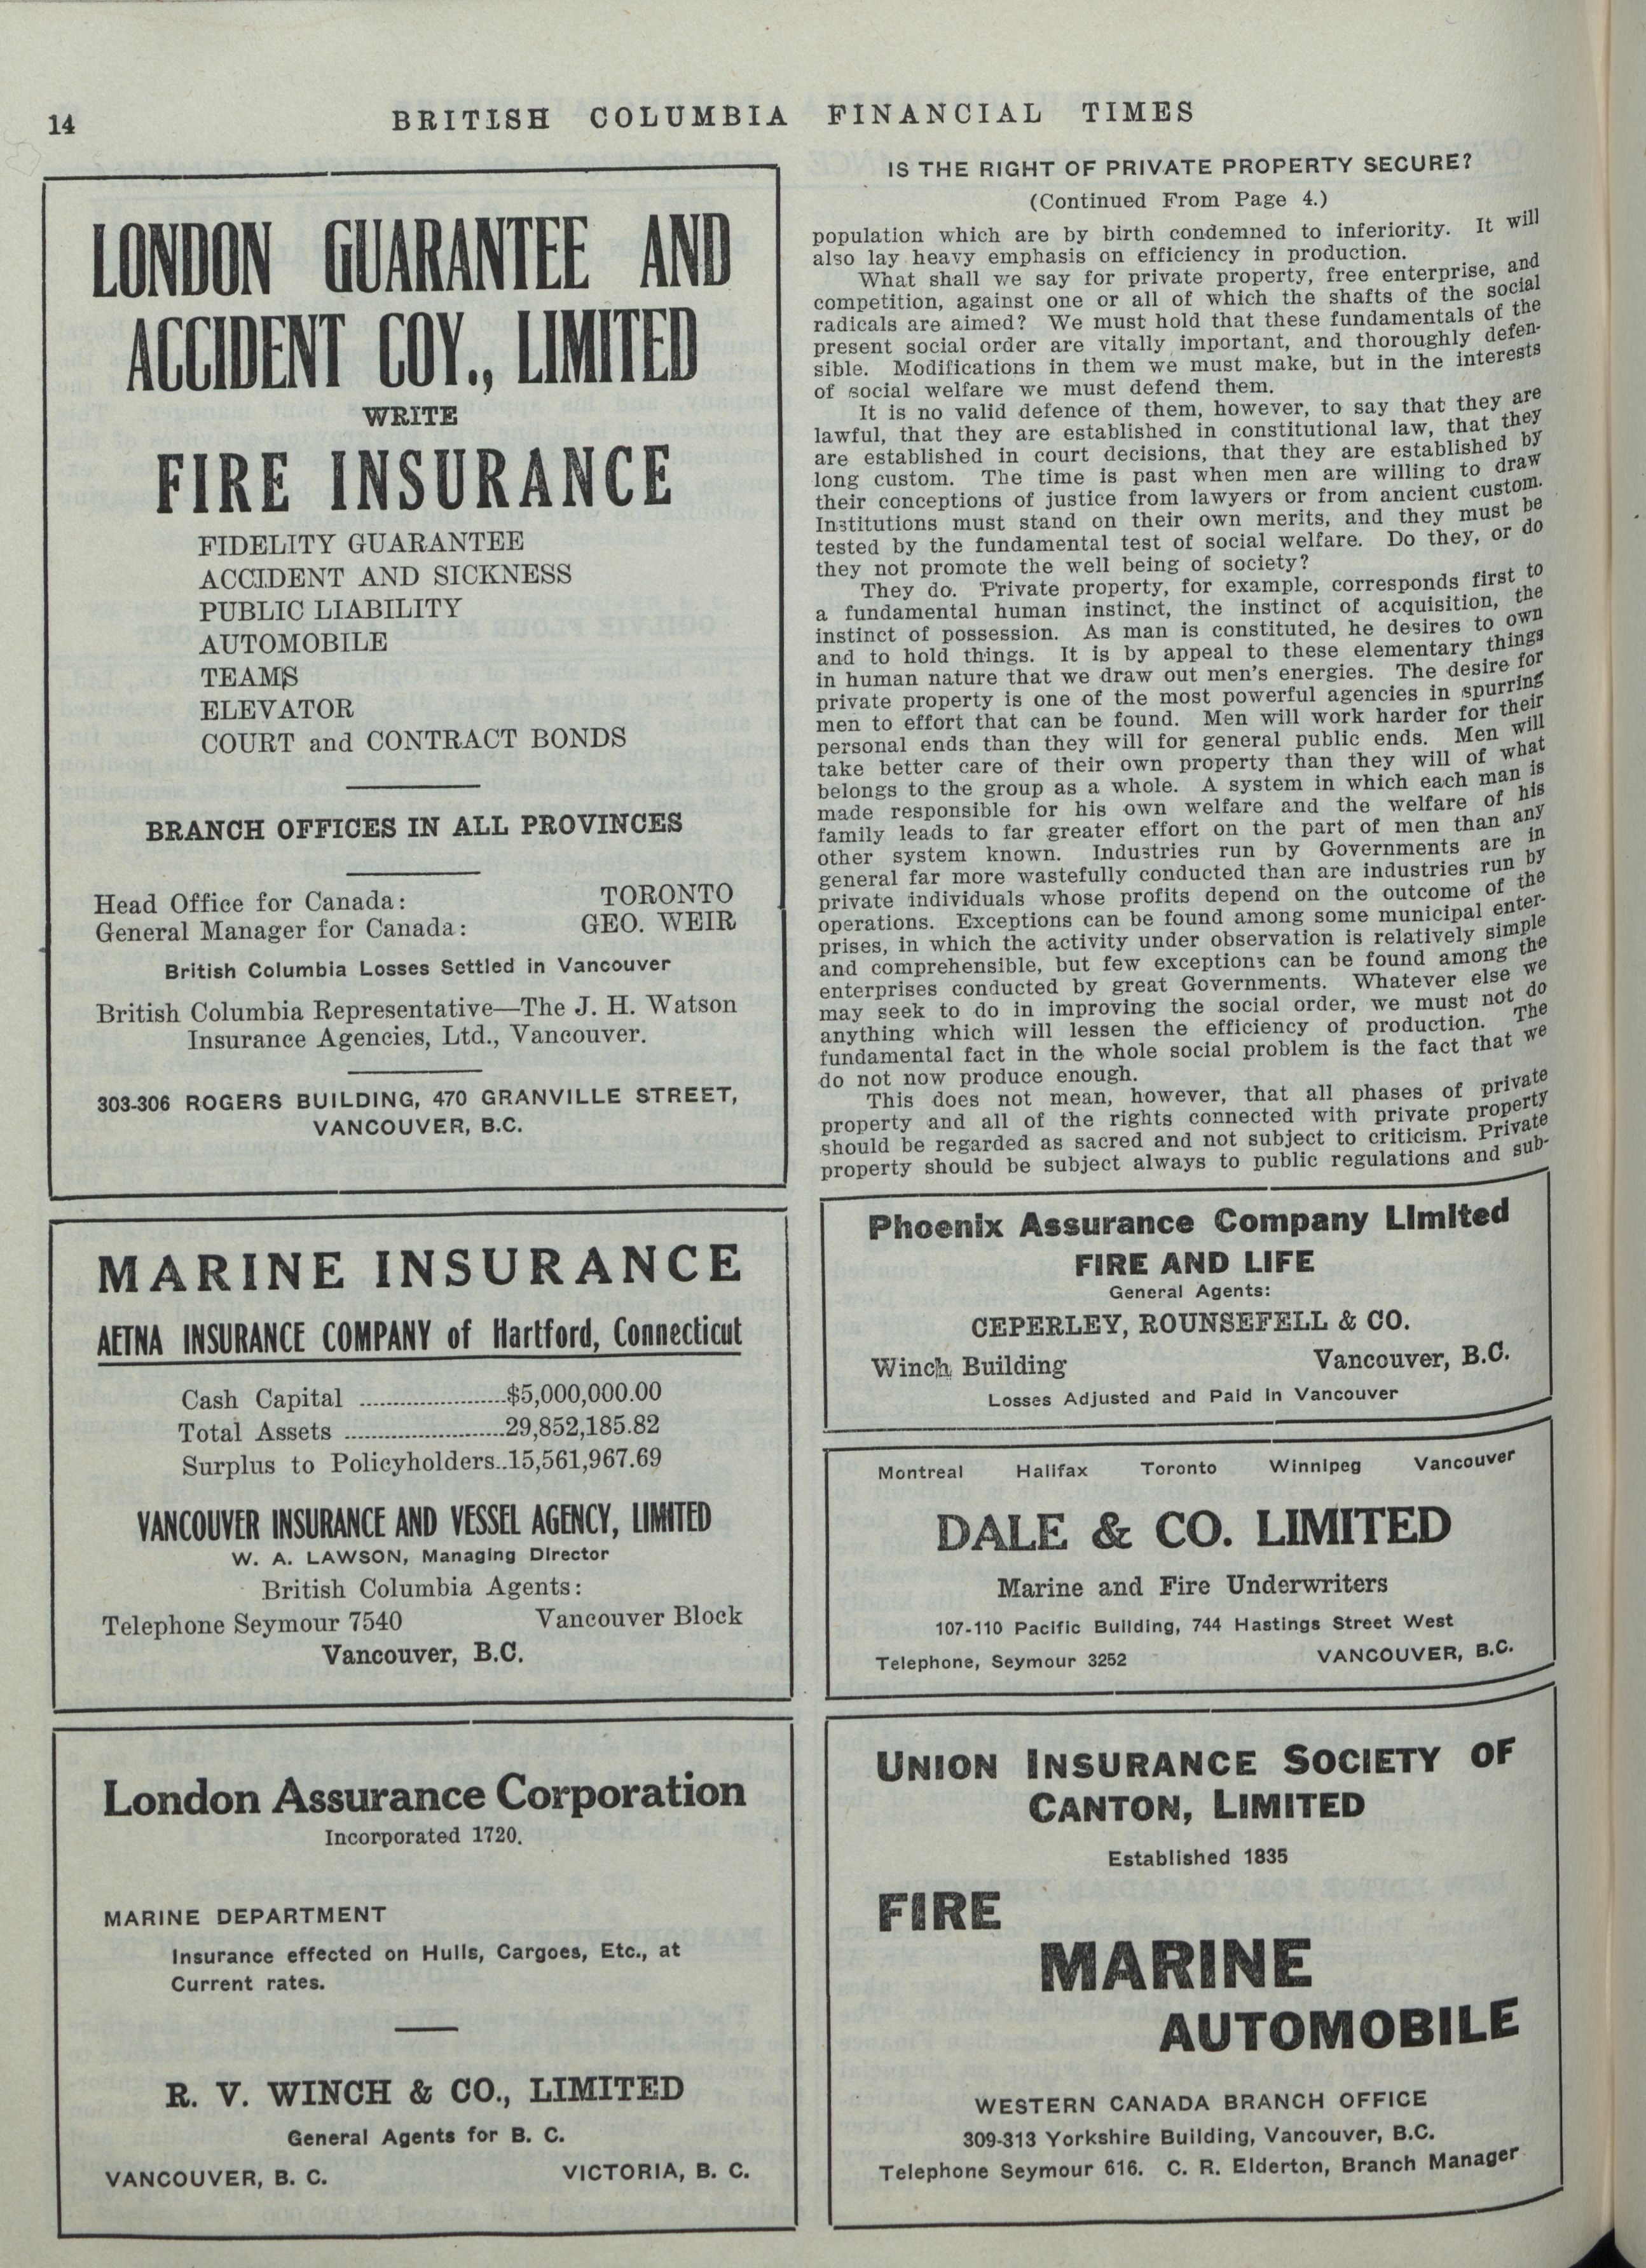 14
BRITISH COLUMBIA FINANCIAL TIMES
LONDON GUARANTEE AND
ACCIDENT COY., LIMITED
WRITE
FIRE INSURANCE
FIDELITY GUARANTEE
ACCIDENT AND SICKNESS
PUBLIC LIABILITY
AUTOMOBILE
TEAMS
ELEVATOR
COURT and CONTRACT BONDS
BRANCH OFFICES IN ALL PROVINCES
Head Office for Canada: TORONTO
General Manager for Canada: GEO. WEIR
British Columbia Losses Settled in Vancouver
British Columbia Representative—The J. H. Watson
Insurance Agencies, Ltd., Vancouver.
303-306 ROGERS BUILDING, 470 GRANVILLE STREET,
VANCOUVER, B.C.
MARINE INSURANCE
AETNA INSURANCE COMPANY of Hartford, Connecticut
Cash Capital ......................$5,000,000.00
Total Assets ........................29,852,185.82
Surplus to Policyholders..15,561,967.69
VANCOUVER INSURANCE AND VESSEL AGENCY, LIMITED
W. A. LAWSON, Managing Director
British Columbia Agents:
Telephone Seymour 7540 Vancouver Block
Vancouver, B.C.
London Assurance Corporation
Incorporated 1720.
MARINE DEPARTMENT
Insurance effected on Hulls, Cargoes, Etc., at
Current rates.
R. V. WINCH & CO., LIMITED
General Agents for B. C.
VANCOUVER, B. C. VICTORIA, B. C.
IS THE RIGHT OF PRIVATE PROPERTY SECURE?
(Continued From Page 4.)
population which are by birth condemned to inferiority. It will
also lay heavy emphasis on efficiency in production.
What shall we say for private property, free enterprise, and
competition, against one or all of which the shafts of the social
radicals are aimed? We must hold that these fundamentals of the
present social order are vitally important, and thoroughly defen-
sible. Modifications in them we must make, but in the interests
of social welfare we must defend them.
It is no valid defence of them, however, to say that they are
lawful, that they are established in constitutional law, that they
are established in court decisions, that they are established by
long custom. The time is past when men are willing to draw
their conceptions of justice from lawyers or from ancient custom.
Institutions must stand on their own merits, and they must be
tested by the fundamental test of social welfare. Do they, or do
they not promote the well being of society?
They do. Private property, for example, corresponds first to
a fundamental human instinct, the instinct of acquisition, the
instinct of possession. As man is constituted, he desires to own
and to hold things. It is by appeal to these elementary things
in human nature that we draw out men's energies. The desire for
private property is one of the most powerful agencies in spurring
men to effort that can be found. Men will work harder for their
personal ends than they will for general public ends. Men will
take better care of their own property than they will of what
belongs to the group as a whole. A system in which each man is
made responsible for his own welfare and the welfare of his
family leads to far greater effort on the part of men than any
other system known. Industries run by Governments are in
general far more wastefully conducted than are industries run by
private individuals whose profits depend on the outcome of the
operations. Exceptions can be found among some municipal enter-
prises, in which the activity under observation is relatively simple
and comprehensible, but few exceptions can be found among the
enterprises conducted by great Governments. Whatever else we
may seek to do in improving the social order, we must not do
anything which will lessen the efficiency of production. The
fundamental fact in the whole social problem is the fact that we
do not now produce enough.
This does not mean, however, that all phases of private
property and all of the rights connected with private property
should be regarded as sacred and not subject to criticism. Private
property should be subject always to public regulations and sub-
Phoenix Assurance Company Limited
FIRE AND LIFE
General Agents:
CEPERLEY, ROUNSEFELL & CO.
Winch Building Vancouver, B.C.
Losses Adjusted and Paid in Vancouver
Montreal Halifax Toronto Winnipeg Vancouver
DALE & CO. LIMITED
Marine and Fire Underwriters
107-110 Pacific Building, 744 Hastings Street West
Telephone, Seymour 3252 VANCOUVER, B.C.
UNION INSURANCE SOCIETY OF
CANTON, LIMITED
Established 1835
FIRE
MARINE
AUTOMOBILE
WESTERN CANADA BRANCH OFFICE
309-313 Yorkshire Building, Vancouver, B.C.
Telephone Seymour 616. C. R. Elderton, Branch Manager